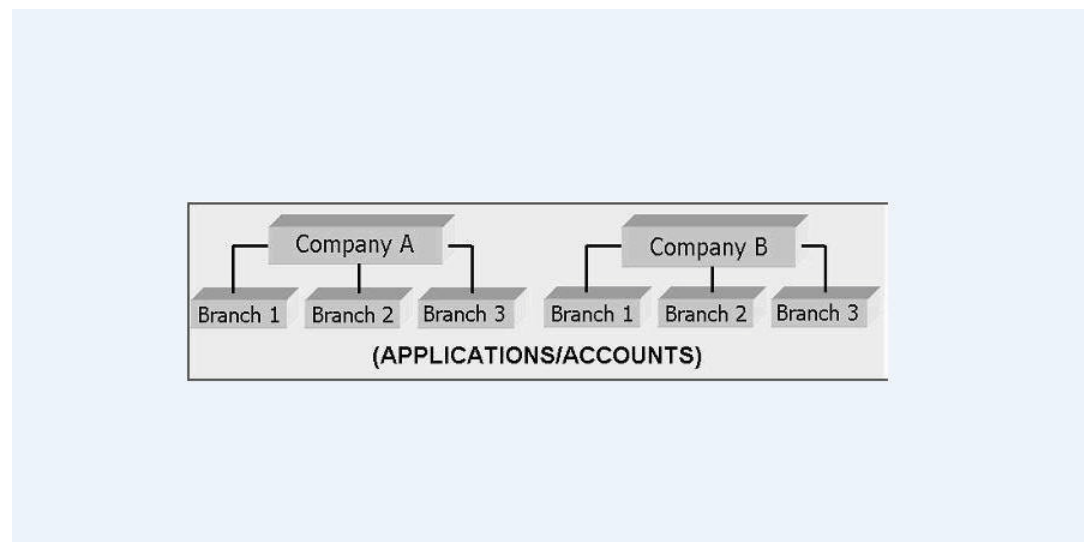 Company A
Company B
Branch 1
Branch 2
Branch 3
Branch 1
Branch 2
Branch 3
(APPLICATIONS/ACCOUNTS)